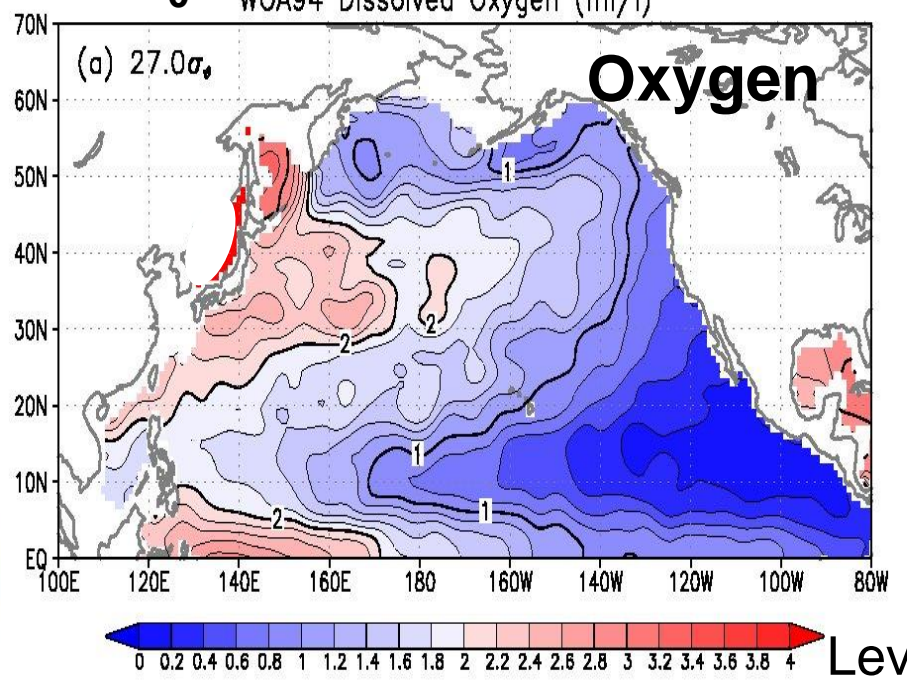 WOA94 Dissolved Oxygen (ml/l)
70N
(a) 27.0σθ
Oxygen
60N
50N
40N
30N
20N
10N
EQ
1
2
2
1
2
1
100E 120E 140E 160E 180 160W 140W 120W 100W 80W
0 0.2 0.4 0.6 0.8 1 1.2 1.4 1.6 1.8 2 2.2 2.4 2.6 2.8 3 3.2 3.4 3.6 3.8 4
Lev